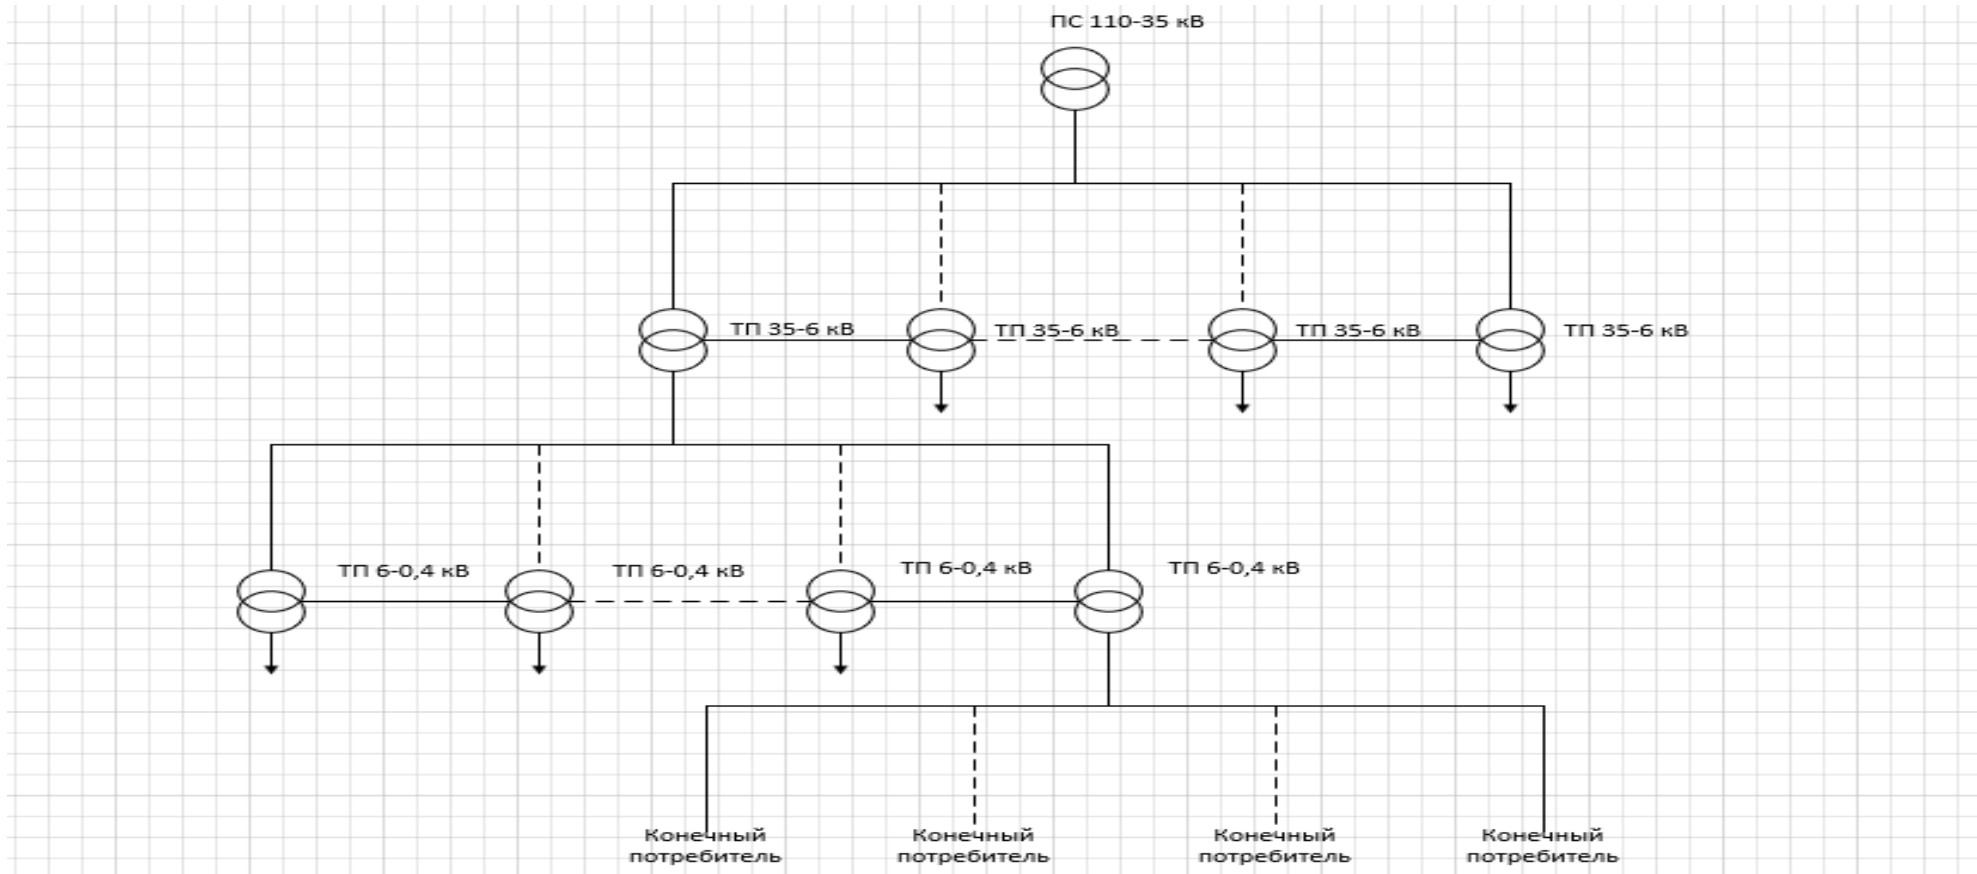 ПС 110-35 кВ
ТП 35-6 кВ
ТП 35-6 кВ
ТП 35-6 кВ
ТП 35-6 кВ
ТП 6-0,4 кВ
ТП 6-0,4 кВ
ТП 6-0,4 кВ
ТП 6-0,4 кВ
Конечный
потребитель
Конечный
потребитель
Конечный
потребитель
Конечный
потребитель